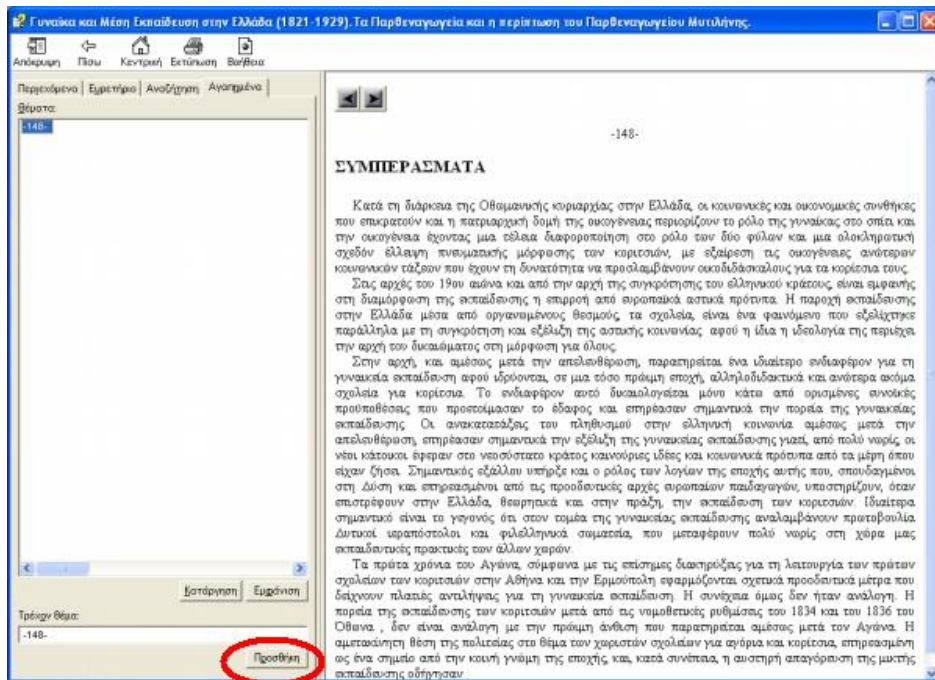 Γυναίκα και Μέση Εκπαίδευση στην Ελλάδα (1821-1929). Τα Παρθεναγωγεία και η περίπτωση του Παρθεναγωγείου Μυτιλήνης.
Απόκρυψη Πίσω Κεντρική Εκτύπωση Βοήθεια
Περιεχόμενα Ευρετήριο Αναζήτηση Αγαπημένα
Θέματα:
-148-
Κατάργηση Εμφάνιση
Τρέχον θέμα:
-148-
Προσθήκη
-148-
ΣΥΜΠΕΡΑΣΜΑΤΑ
Κατά τη διάρκεια της Οθωμανικής κυριαρχίας στην Ελλάδα, οι κοινωνικές και οικονομικές συνθήκες
που επικρατούν και η πατριαρχική δομή της οικογένειας περιορίζουν το ρόλο της γυναίκας στο σπίτι και
την οικογένεια έχοντας μια τέλεια διαφοροποίηση στο ρόλο των δύο φύλων και μια ολοκληρωτική
σχεδόν έλλειψη πνευματικής μόρφωσης των κοριτσιών, με εξαίρεση τις οικογένειες ανώτερων
κοινωνικών τάξεων που έχουν τη δυνατότητα να προσλαμβάνουν οικοδιδάσκαλους για τα κορίτσια τους.
Στις αρχές του 19ου αιώνα και από την αρχή της συγκρότησης του ελληνικού κράτους, είναι εμφανής
στη διαμόρφωση της εκπαίδευσης η επιρροή από ευρωπαϊκά αστικά πρότυπα. Η παροχή εκπαίδευσης
στην Ελλάδα μέσα από οργανωμένους θεσμούς, τα σχολεία, είναι ένα φαινόμενο που εξελίχτηκε
παράλληλα με τη συγκρότηση και εξέλιξη της αστικής κοινωνίας αφού η ίδια η ιδεολογία της περιέχει
την αρχή του δικαιώματος στη μόρφωση για όλους.
Στην αρχή, και αμέσως μετά την απελευθέρωση, παρατηρείται ένα ιδιαίτερο ενδιαφέρον για τη
γυναικεία εκπαίδευση αφού ιδρύονται, σε μια τόσο πρώιμη εποχή, αλληλοδιδακτικά και ανώτερα ακόμα
σχολεία για κορίτσια. Το ενδιαφέρον αυτό δικαιολογείται μόνο κάτω από ορισμένες ευνοϊκές
προϋποθέσεις που προετοίμασαν το έδαφος και επηρέασαν σημαντικά την πορεία της γυναικείας
εκπαίδευσης. Οι ανακατατάξεις του πληθυσμού στην ελληνική κοινωνία αμέσως μετά την
απελευθέρωση, επηρέασαν σημαντικά την εξέλιξη της γυναικείας εκπαίδευσης γιατί, από πολύ νωρίς, οι
νέοι κάτοικοι έφεραν στο νεοσύστατο κράτος καινούριες ιδέες και κοινωνικά πρότυπα από τα μέρη όπου
είχαν ζήσει. Σημαντικός εξάλλου υπήρξε και ο ρόλος των λογίων της εποχής αυτής που, σπουδαγμένοι
στη Δύση και επηρεασμένοι από τις προοδευτικές αρχές ευρωπαίων παιδαγωγών, υποστηρίζουν, όταν
επιστρέφουν στην Ελλάδα, θεωρητικά και στην πράξη, την εκπαίδευση των κοριτσιών. Ιδιαίτερα
σημαντικό είναι το γεγονός ότι στον τομέα της γυναικείας εκπαίδευσης αναλαμβάνουν πρωτοβουλία
Δυτικοί ιεραπόστολοι και φιλελληνικά σωματεία, που μεταφέρουν πολύ νωρίς στη χώρα μας
εκπαιδευτικές πρακτικές των άλλων χωρών.
Τα πρώτα χρόνια του Αγώνα, σύμφωνα με τις επίσημες διακηρύξεις για τη λειτουργία των πρώτων
σχολείων των κοριτσιών στην Αθήνα και την Ερμούπολη εφαρμόζονται σχετικά προοδευτικά μέτρα που
δείχνουν πλατιές αντιλήψεις για τη γυναικεία εκπαίδευση. Η συνέχεια όμως δεν ήταν ανάλογη. Η
πορεία της εκπαίδευσης των κοριτσιών μετά από τις νομοθετικές ρυθμίσεις του 1834 και του 1836 του
Όθωνα , δεν είναι ανάλογη με την πρώιμη άνθιση που παρατηρείται αμέσως μετά τον Αγώνα. Η
αμετακίνητη θέση της πολιτείας στο θέμα των χωριστών σχολείων για αγόρια και κορίτσια, επηρεασμένη
ως ένα σημείο από την κοινή γνώμη της εποχής, και, κατά συνέπεια, η αυστηρή απαγόρευση της μικτής
εκπαίδευσης οδήγησαν